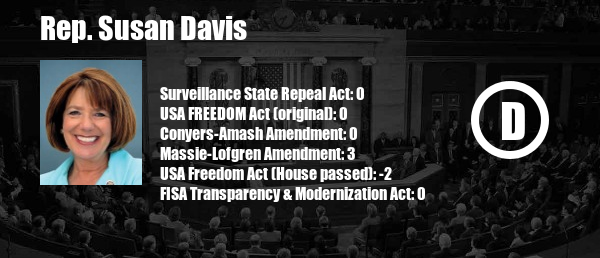 Rep. Susan Davis
Surveillance State Repeal Act: 0
USA FREEDOM Act (original): 0
Conyers-Amash Amendment: 0
Massie-Lofgren Amendment: 3
USA Freedom Act (House passed): -2
FISA Transparency & Modernization Act: 0
D